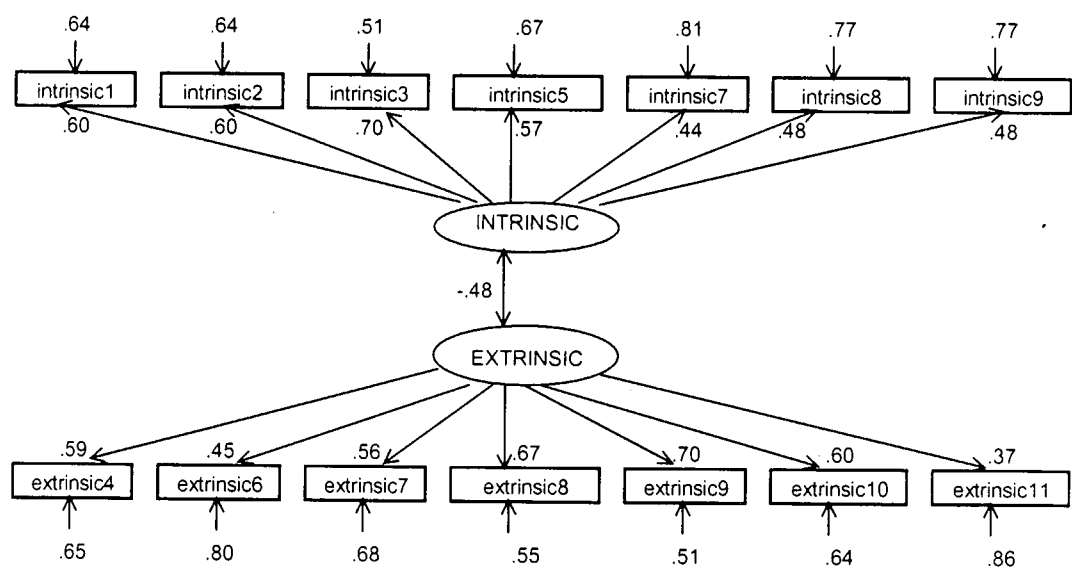 .64 .64 .51 .67 .81 .77 .77
intrinsic1 intrinsic2 intrinsic3 intrinsic5 intrinsic7 intrinsic8 intrinsic9
.60 .60 .70 .57 .44 .48 .48
INTRINSIC
-.48
EXTRINSIC
.59 .45 .56 .67 .70 .60 .37
extrinsic4 extrinsic6 extrinsic7 extrinsic8 extrinsic9 extrinsic10 extrinsic11
.65 .80 .68 .55 .51 .64 .86